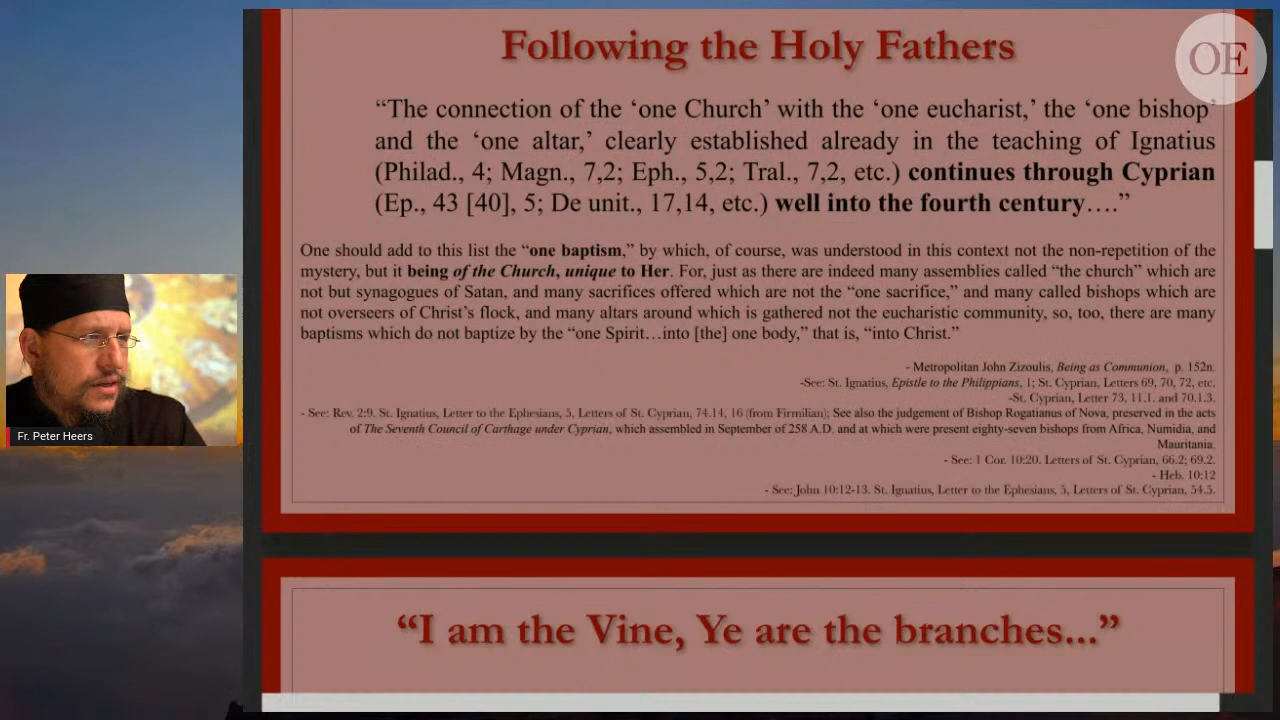 Following the Holy Fathers
OE
“The connection of the ‘one Church’ with the ‘one eucharist,’ the ‘one bishop’
and the ‘one altar,’ clearly established already in the teaching of Ignatius
(Philad., 4; Magn., 7,2; Eph., 5,2; Tral., 7,2, etc.) continues through Cyprian
(Ep., 43 [40], 5; De unit., 17,14, etc.) well into the fourth century….”
One should add to this list the “one baptism,” by which, of course, was understood in this context not the non-repetition of the
mystery, but it being of the Church, unique to Her. For, just as there are indeed many assemblies called “the church” which are
not but synagogues of Satan, and many sacrifices offered which are not the “one sacrifice,” and many called bishops which are
not overseers of Christ’s flock, and many altars around which is gathered not the eucharistic community, so, too, there are many
baptisms which do not baptize by the “one Spirit…into [the] one body,” that is, “into Christ.”
- Metropolitan John Zizoulis, Being as Communion, p. 152n.
-See: St. Ignatius, Epistle to the Philippians, 1; St. Cyprian, Letters 69, 70, 72, etc.
-St. Cyprian, Letter 73, 11.1. and 70.1.3.
- See: Rev. 2:9. St. Ignatius, Letter to the Ephesians, 5, Letters of St. Cyprian, 74.14, 16 (from Firmilian); See also the judgement of Bishop Rogatianus of Nova, preserved in the acts
of The Seventh Council of Carthage under Cyprian, which assembled in September of 258 A.D. and at which were present eighty-seven bishops from Africa, Numidia, and
Mauritania.
- See: 1 Cor. 10:20. Letters of St. Cyprian, 66.2; 69.2.
- Heb. 10:12
- See: John 10:12-13. St. Ignatius, Letter to the Ephesians, 5, Letters of St. Cyprian, 54.5.
Fr. Peter Heers
“I am the Vine, Ye are the branches...”